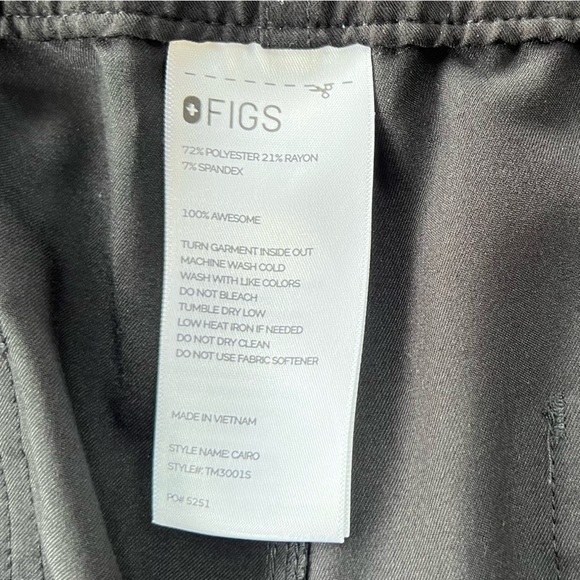 FIGS
72% POLYESTER 21% RAYON
7% SPANDEX
100% AWESOME
TURN GARMENT INSIDE OUT
MACHINE WASH COLD
WASH WITH LIKE COLORS
DO NOT BLEACH
TUMBLE DRY LOW
LOW HEAT IRON IF NEEDED
DO NOT DRY CLEAN
DO NOT USE FABRIC SOFTENER
MADE IN VIETNAM
STYLE NAME: CAIRO
STYLE#: TM3001S
PO# 5251